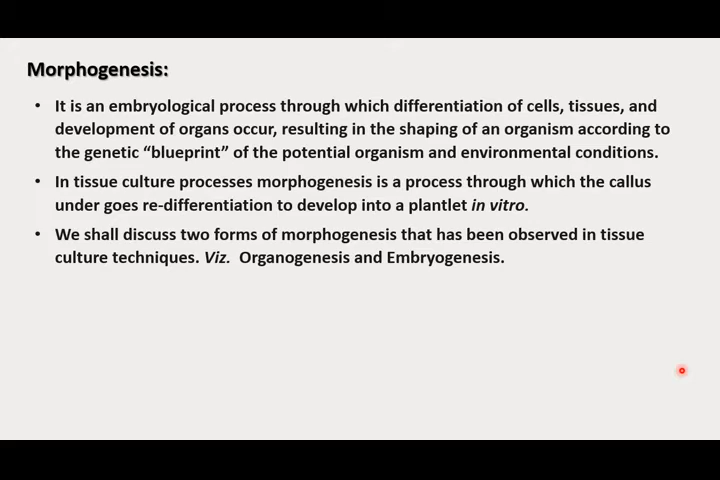 Morphogenesis:
• It is an embryological process through which differentiation of cells, tissues, and
development of organs occur, resulting in the shaping of an organism according to
the genetic “blueprint” of the potential organism and environmental conditions.
• In tissue culture processes morphogenesis is a process through which the callus
under goes re-differentiation to develop into a plantlet in vitro.
• We shall discuss two forms of morphogenesis that has been observed in tissue
culture techniques. Viz. Organogenesis and Embryogenesis.